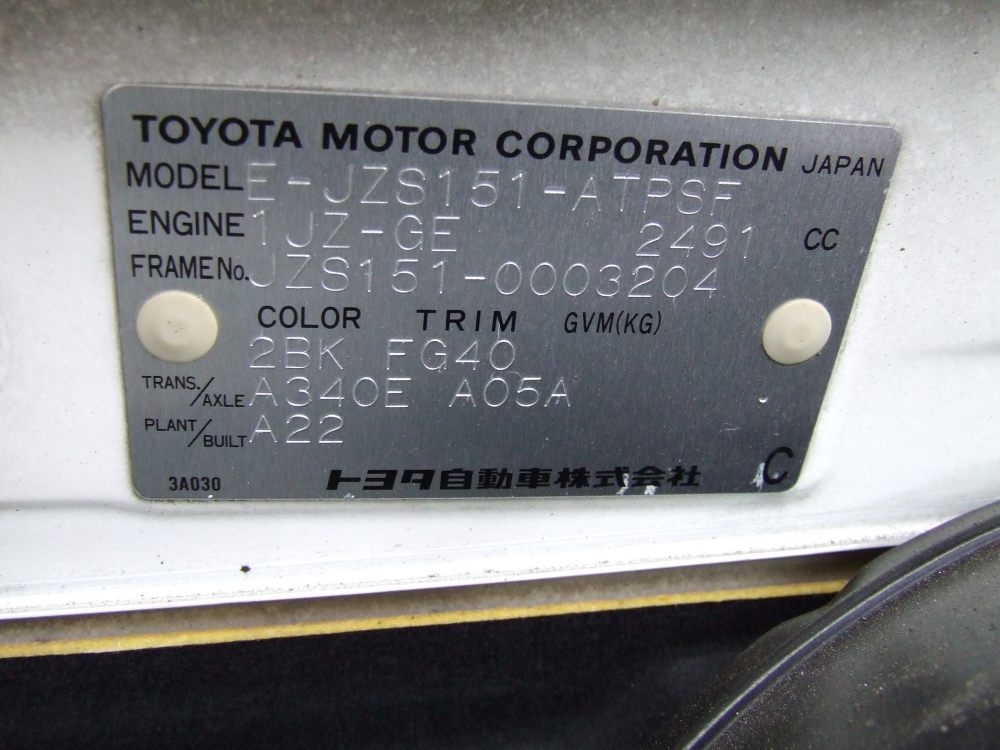 TOYOTA MOTOR CORPORATION JAPAN
MODEL E-JZS151-ATPSF
ENGINE 1JZ-GE 2491 CC
FRAME No. JZS151-0003204
COLOR TRIM GVM(KG)
2BK FG40
TRANS./AXLE A340E A05A
PLANT/BUILT A22
3A030 トヨタ自動車株式会社 C